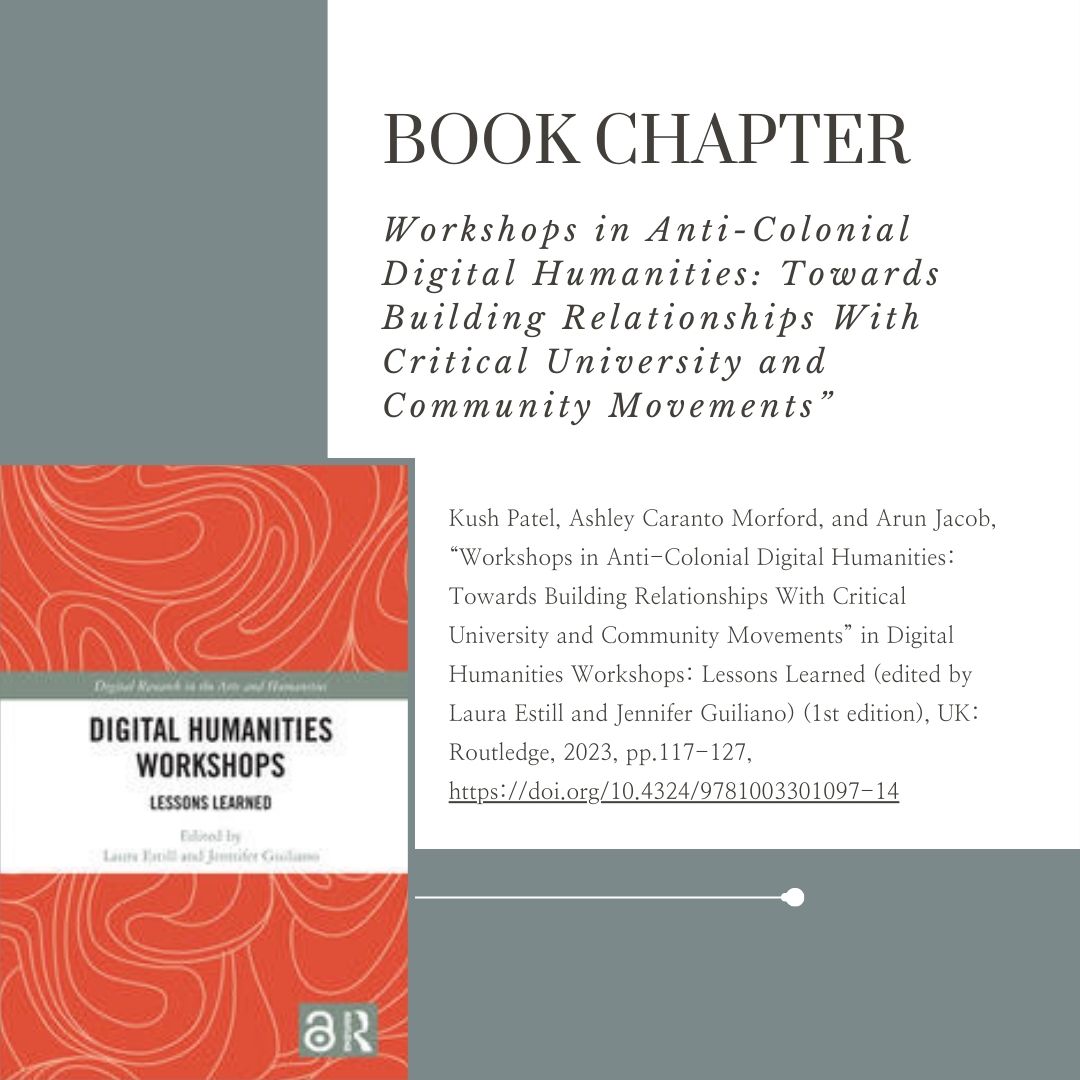 BOOK CHAPTER
Workshops in Anti-Colonial
Digital Humanities: Towards
Building Relationships With
Critical University and
Community Movements”
Kush Patel, Ashley Caranto Morford, and Arun Jacob,
“Workshops in Anti-Colonial Digital Humanities:
Towards Building Relationships With Critical
University and Community Movements” in Digital
Humanities Workshops: Lessons Learned (edited by
Laura Estill and Jennifer Guiliano) (1st edition), UK:
Routledge, 2023, pp.117-127,
https://doi.org/10.4324/9781003301097-14
Digital Research in the Arts and Humanities
DIGITAL HUMANITIES
WORKSHOPS
LESSONS LEARNED
Edited by
Laura Estill and Jennifer Guiliano